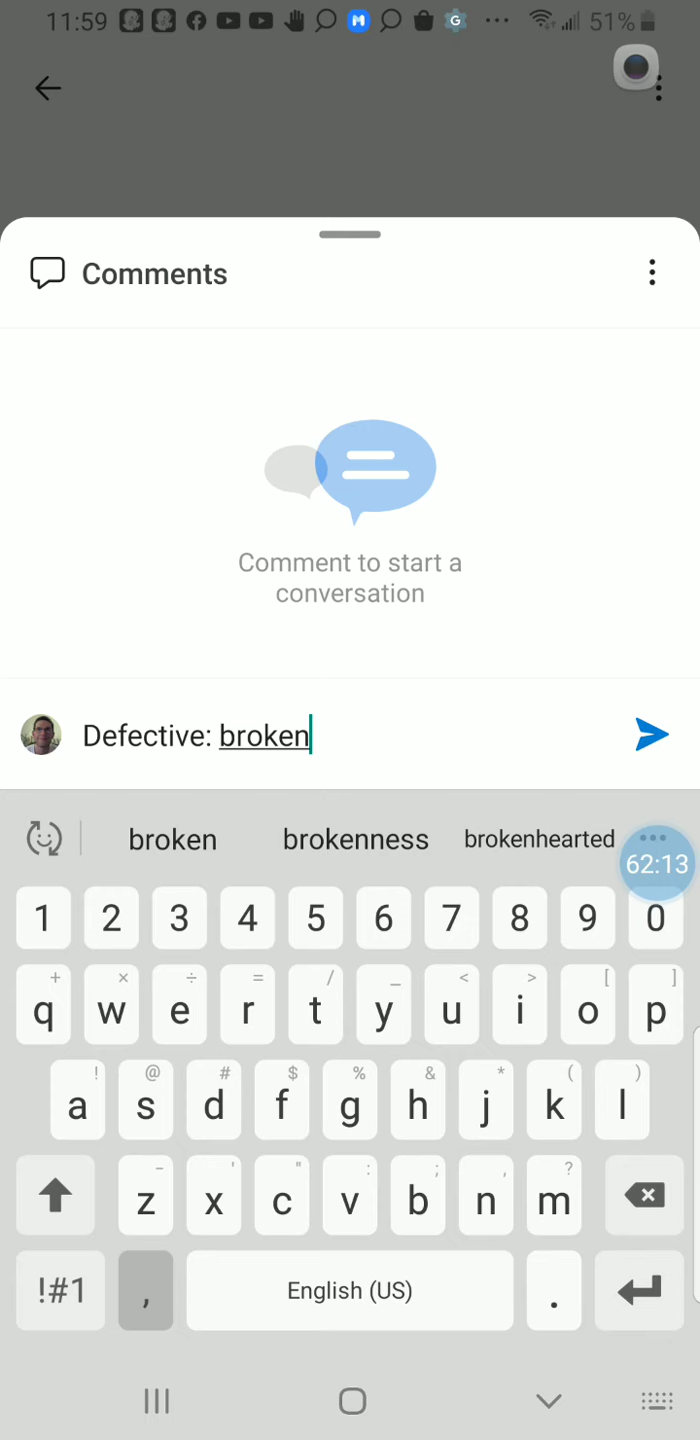 11:59 G ... 51%
Comments
Comment to start a
conversation
Defective: broken
broken brokenness brokenhearted ...
62:13
1 2 3 4 5 6 7 8 9 0
+ × ÷ = / _ < > [ ]
q w e r t y u i o p
! @ # $ % & * ( )
a s d f g h j k l
- ' " : ; , ?
z x c v b n m
!#1 , English (US) .